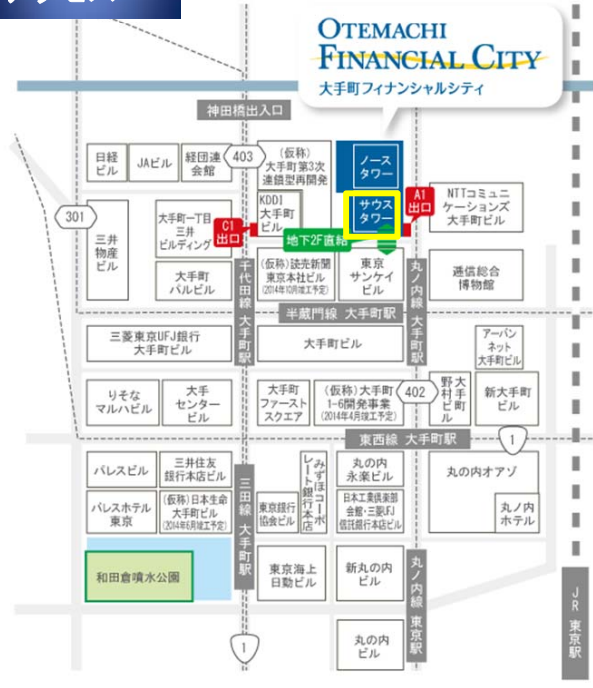 アクセス
OTEMACHI
FINANCIAL CITY
大手町フィナンシャルシティ
神田橋出入口
日経
ビル
JAビル
経団連
会館
403
(仮称)
大手町第3次
連鎖型再開発
ノース
タワー
301
三井
物産
ビル
大手町一丁目
三井
ビルディング
KDDI
大手町
ビル
サウス
タワー
A1
出口
NTTコミュニ
ケーションズ
大手町ビル
C1
出口
地下2F直結
大手町
パルビル
千代田線 大手町駅
(仮称)読売新聞
東京本社ビル
(2014年10月竣工予定)
東京
サンケイ
ビル
丸ノ内線 大手町駅
逓信総合
博物館
半蔵門線 大手町駅
三菱東京UFJ銀行
大手町ビル
大手町ビル
アーバン
ネット
大手町ビル
りそな
マルハビル
大手
センター
ビル
大手町
ファースト
スクエア
(仮称)大手町
1-6開発事業
(2014年4月竣工予定)
402
大手町
野村ビル
新大手町
ビル
東西線 大手町駅
1
パレスビル
三井住友
銀行本店ビル
三田線 大手町駅
みずほコーポ
レート銀行本店
丸の内
永楽ビル
丸の内オアゾ
パレスホテル
東京
(仮称)日本生命
大手町ビル
(2014年6月竣工予定)
東京銀行
協会ビル
日本工業倶楽部
会館・三菱UFJ
信託銀行本店ビル
丸ノ内
ホテル
和田倉噴水公園
東京海上
日動ビル
新丸の内
ビル
丸ノ内線 東京駅
JR 東京駅
1
丸の内
ビル